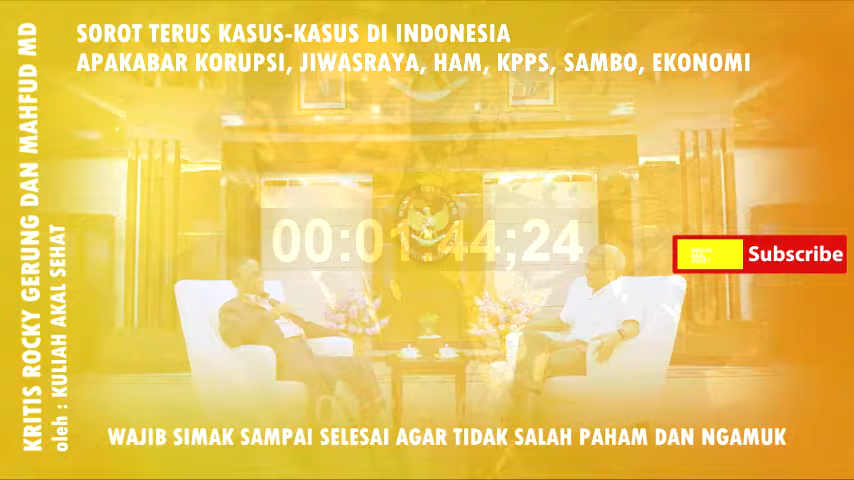 SOROT TERUS KASUS-KASUS DI INDONESIA
APAKABAR KORUPSI, JIWASRAYA, HAM, KPPS, SAMBO, EKONOMI
KRITIS ROCKY GERUNG DAN MAHFUD MD
oleh : KULIAH AKAL SEHAT
00:01:44;24
Subscribe
WAJIB SIMAK SAMPAI SELESAI AGAR TIDAK SALAH PAHAM DAN NGAMUK